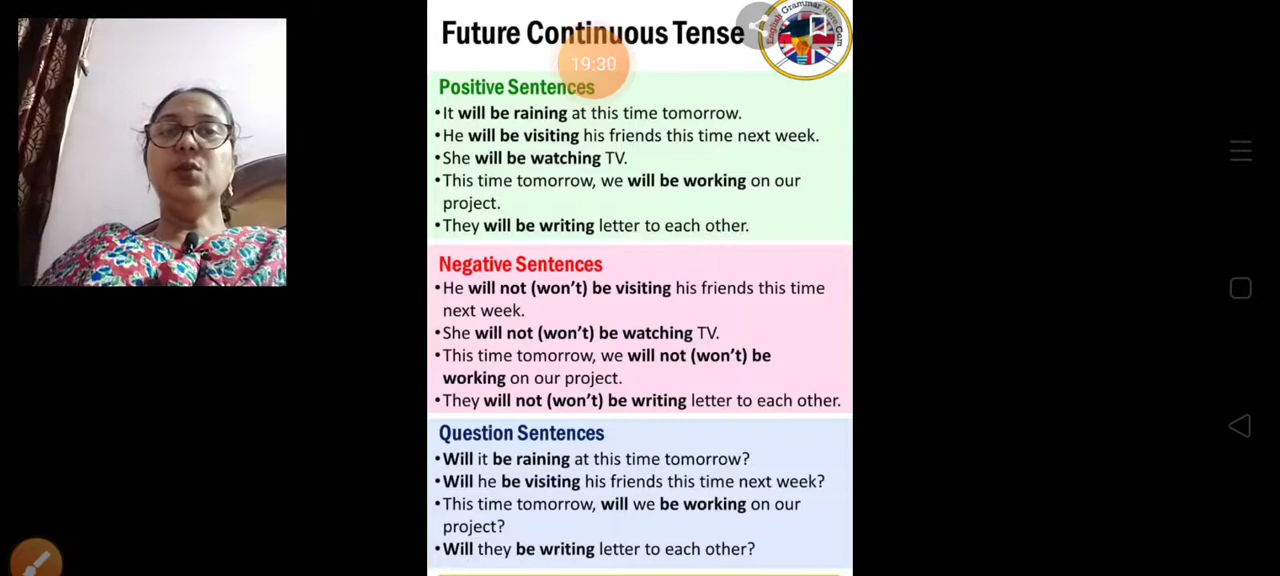 Future Continuous Tense
English Grammar Here.Com
19:30
Positive Sentences
•It will be raining at this time tomorrow.
•He will be visiting his friends this time next week.
•She will be watching TV.
•This time tomorrow, we will be working on our
project.
•They will be writing letter to each other.
Negative Sentences
•He will not (won't) be visiting his friends this time
next week.
•She will not (won't) be watching TV.
•This time tomorrow, we will not (won't) be
working on our project.
•They will not (won't) be writing letter to each other.
Question Sentences
•Will it be raining at this time tomorrow?
•Will he be visiting his friends this time next week?
•This time tomorrow, will we be working on our
project?
•Will they be writing letter to each other?